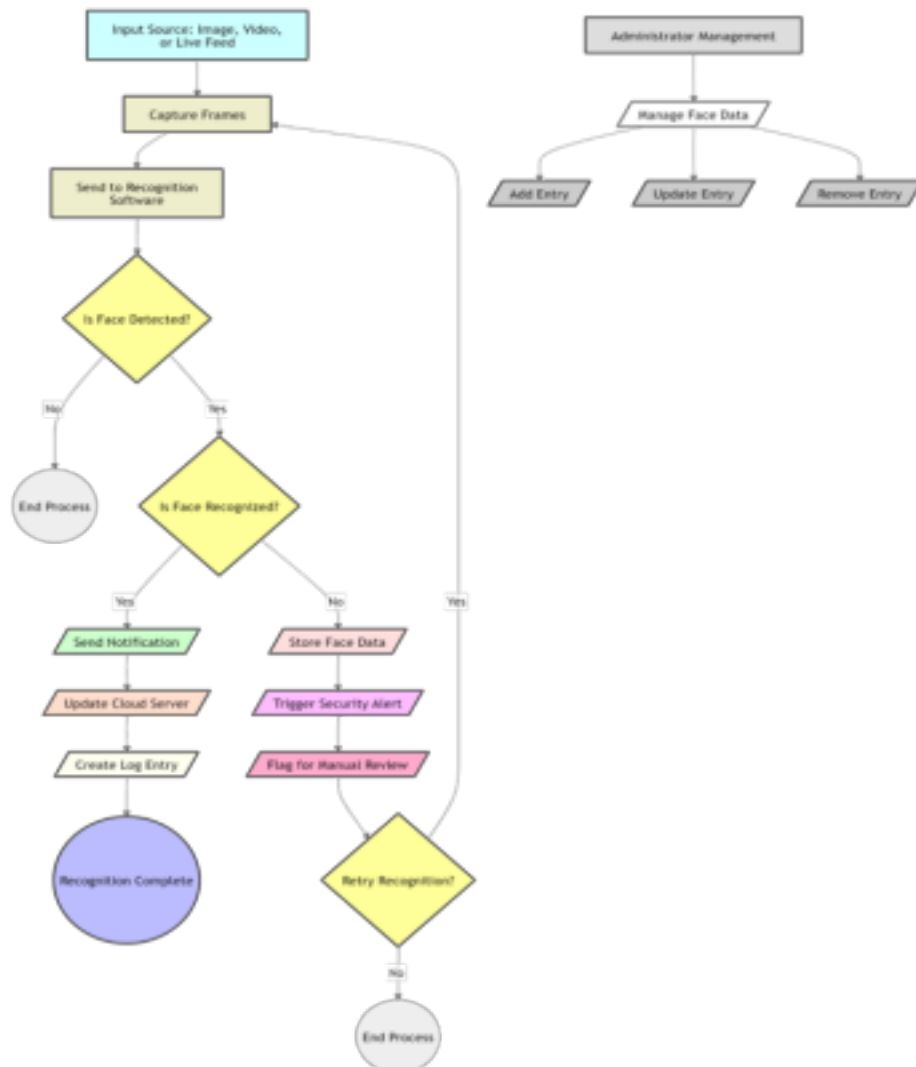 Input Source: Image, Video,
or Live Feed
Administrator Management
Capture Frames
Manage Face Data
Send to Recognition
Software
Add Entry
Update Entry
Remove Entry
Is Face Detected?
No
Yes
End Process
Is Face Recognized?
Yes
No
Yes
Send Notification
Store Face Data
Update Cloud Server
Trigger Security Alert
Create Log Entry
Flag for Manual Review
Recognition Complete
Retry Recognition?
No
End Process